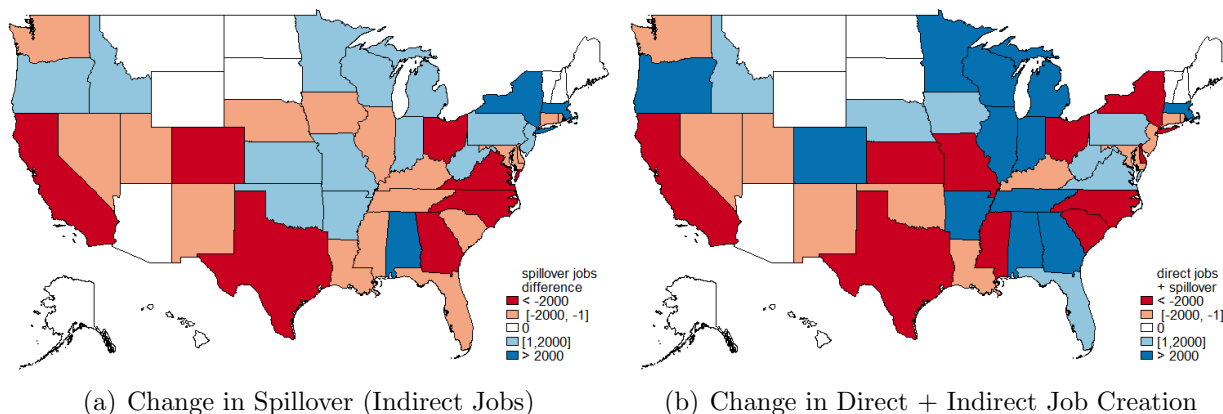 spillover jobs
difference
< -2000
[-2000, -1]
0
[1,2000]
> 2000
direct jobs
+ spillover
< -2000
[-2000, -1]
0
[1,2000]
> 2000
(a) Change in Spillover (Indirect Jobs)
(b) Change in Direct + Indirect Job Creation